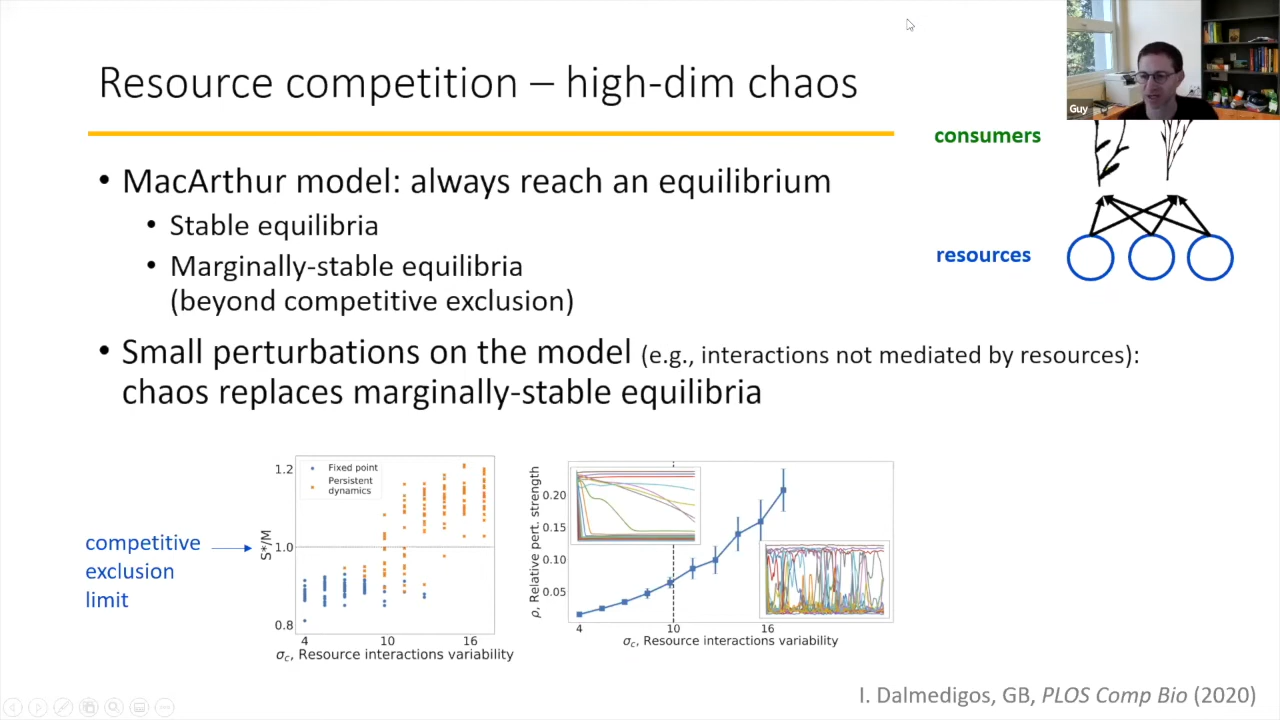 Resource competition – high-dim chaos
Guy
consumers
resources
• MacArthur model: always reach an equilibrium
• Stable equilibria
• Marginally-stable equilibria
(beyond competitive exclusion)
• Small perturbations on the model (e.g., interactions not mediated by resources):
chaos replaces marginally-stable equilibria
competitive
exclusion
limit
1.2
1.0
0.8
S*/M
Fixed point
Persistent
dynamics
4 10 16
σc, Resource interactions variability
ρ, Relative pert. strength
0.20
0.15
0.10
0.05
4 10 16
σc, Resource interactions variability
I. Dalmedigos, GB, PLOS Comp Bio (2020)